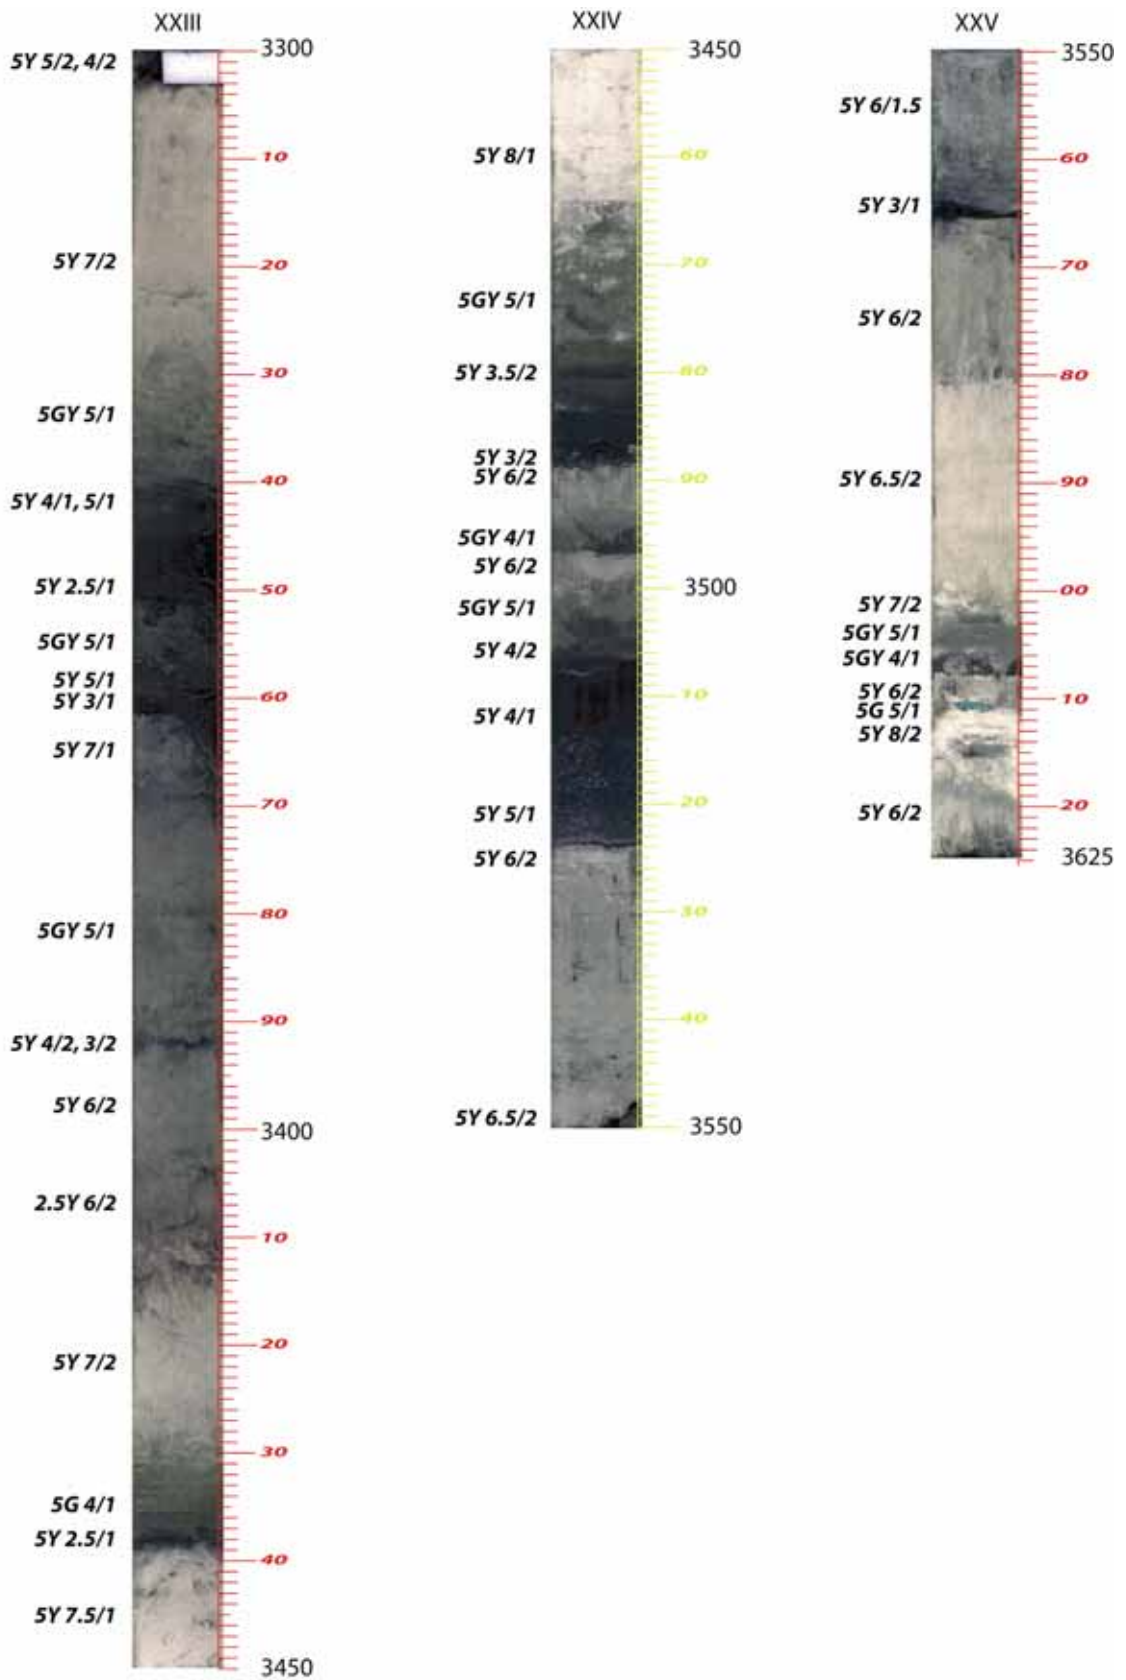 XXIII
3300
5Y 5/2, 4/2
10
5Y 7/2
20
30
5GY 5/1
40
5Y 4/1, 5/1
5Y 2.5/1
50
5GY 5/1
5Y 5/1
5Y 3/1
60
5Y 7/1
70
80
5GY 5/1
90
5Y 4/2, 3/2
5Y 6/2
3400
2.5Y 6/2
10
20
5Y 7/2
30
5G 4/1
5Y 2.5/1
40
5Y 7.5/1
3450
XXIV
3450
5Y 8/1
60
70
5GY 5/1
5Y 3.5/2
80
5Y 3/2
5Y 6/2
90
5GY 4/1
5Y 6/2
3500
5GY 5/1
5Y 4/2
10
5Y 4/1
20
5Y 5/1
5Y 6/2
30
40
5Y 6.5/2
3550
XXV
3550
5Y 6/1.5
60
5Y 3/1
70
5Y 6/2
80
5Y 6.5/2
90
00
5Y 7/2
5GY 5/1
5GY 4/1
5Y 6/2
10
5G 5/1
5Y 8/2
20
5Y 6/2
3625